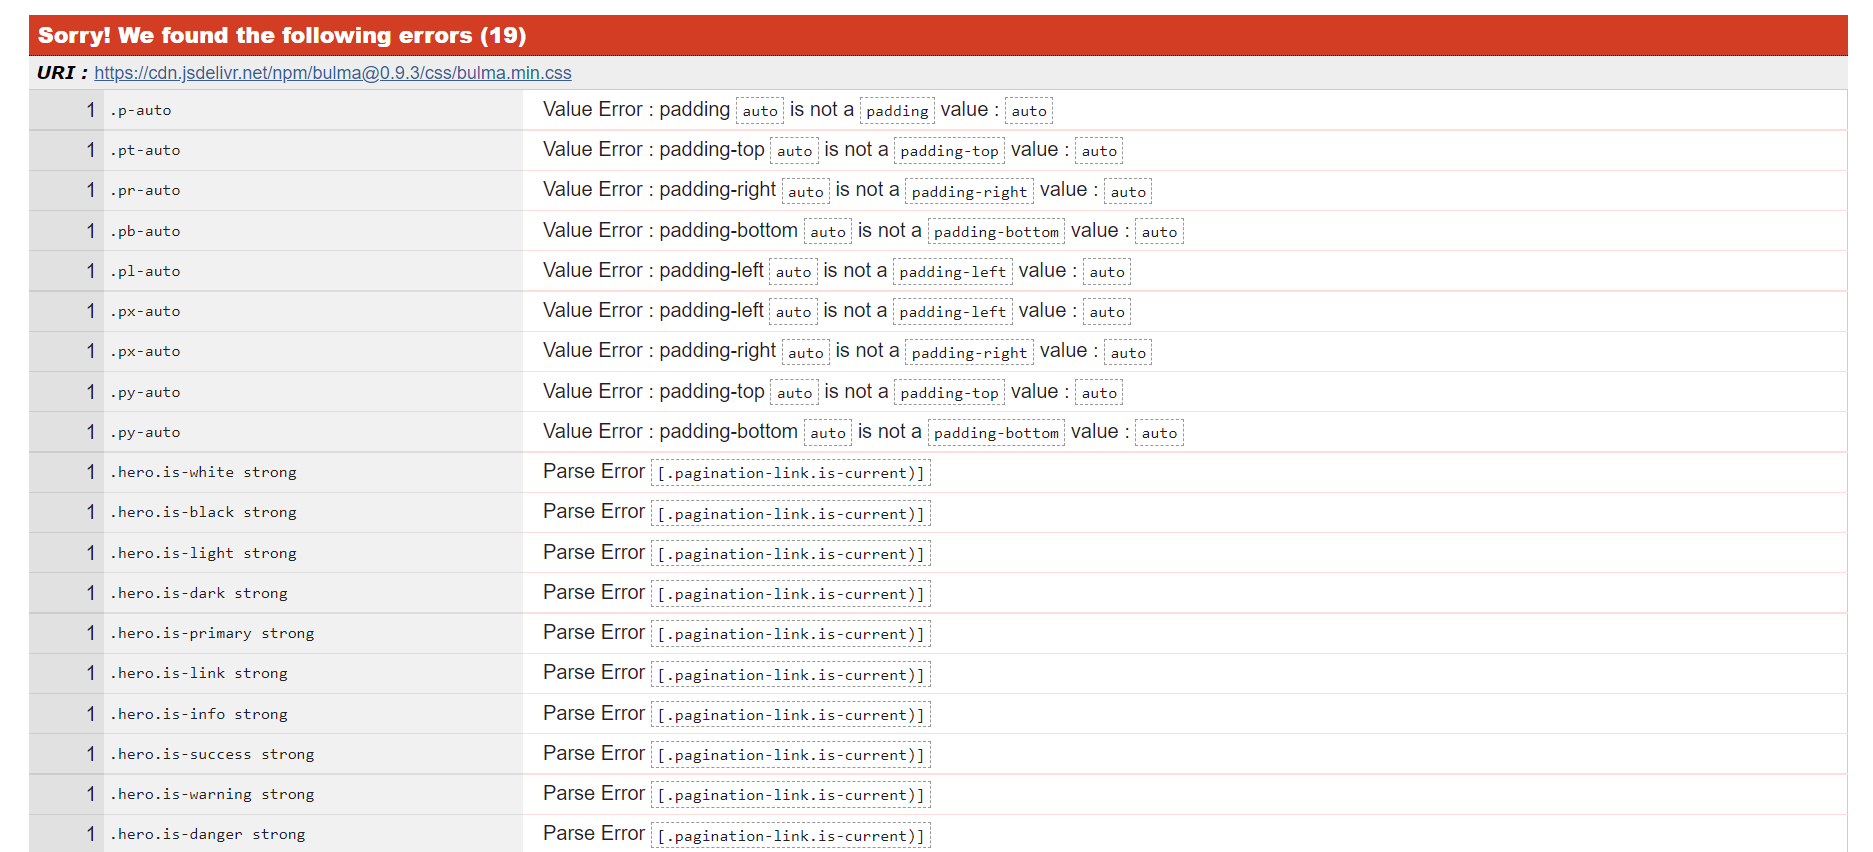 Sorry! We found the following errors (19)
URI : https://cdn.jsdelivr.net/npm/bulma@0.9.3/css/bulma.min.css
1 .p-auto Value Error : padding auto is not a padding value : auto
1 .pt-auto Value Error : padding-top auto is not a padding-top value : auto
1 .pr-auto Value Error : padding-right auto is not a padding-right value : auto
1 .pb-auto Value Error : padding-bottom auto is not a padding-bottom value : auto
1 .pl-auto Value Error : padding-left auto is not a padding-left value : auto
1 .px-auto Value Error : padding-left auto is not a padding-left value : auto
1 .px-auto Value Error : padding-right auto is not a padding-right value : auto
1 .py-auto Value Error : padding-top auto is not a padding-top value : auto
1 .py-auto Value Error : padding-bottom auto is not a padding-bottom value : auto
1 .hero.is-white strong Parse Error [.pagination-link.is-current)]
1 .hero.is-black strong Parse Error [.pagination-link.is-current)]
1 .hero.is-light strong Parse Error [.pagination-link.is-current)]
1 .hero.is-dark strong Parse Error [.pagination-link.is-current)]
1 .hero.is-primary strong Parse Error [.pagination-link.is-current)]
1 .hero.is-link strong Parse Error [.pagination-link.is-current)]
1 .hero.is-info strong Parse Error [.pagination-link.is-current)]
1 .hero.is-success strong Parse Error [.pagination-link.is-current)]
1 .hero.is-warning strong Parse Error [.pagination-link.is-current)]
1 .hero.is-danger strong Parse Error [.pagination-link.is-current)]